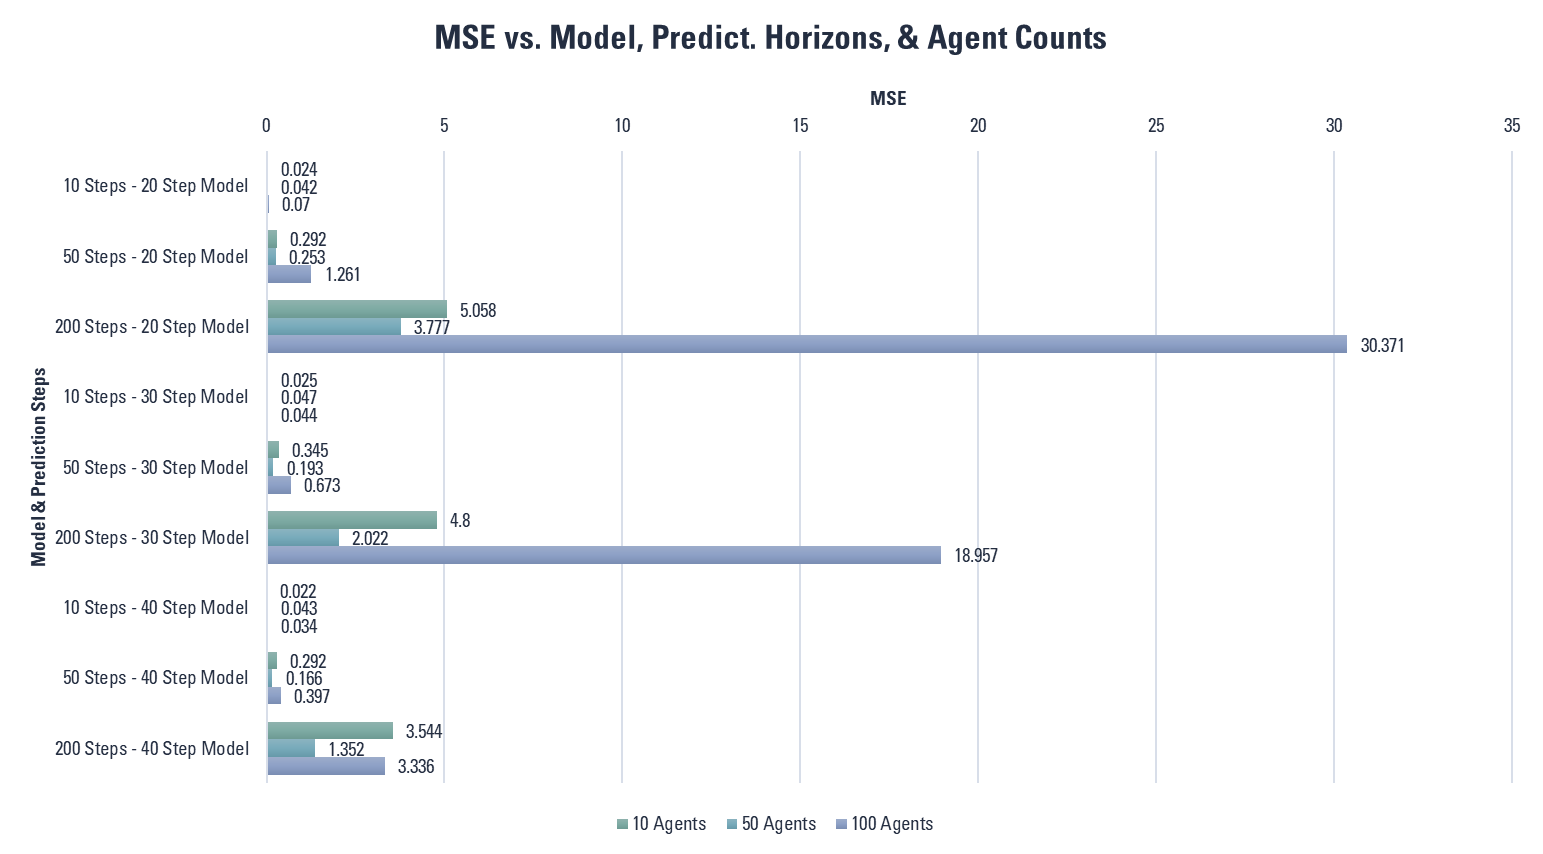 MSE vs. Model, Predict. Horizons, & Agent Counts
MSE
0 5 10 15 20 25 30 35
Model & Prediction Steps
10 Steps - 20 Step Model
0.024
0.042
0.07
50 Steps - 20 Step Model
0.292
0.253
1.261
200 Steps - 20 Step Model
5.058
3.777
30.371
10 Steps - 30 Step Model
0.025
0.047
0.044
50 Steps - 30 Step Model
0.345
0.193
0.673
200 Steps - 30 Step Model
4.8
2.022
18.957
10 Steps - 40 Step Model
0.022
0.043
0.034
50 Steps - 40 Step Model
0.292
0.166
0.397
200 Steps - 40 Step Model
3.544
1.352
3.336
10 Agents 50 Agents 100 Agents